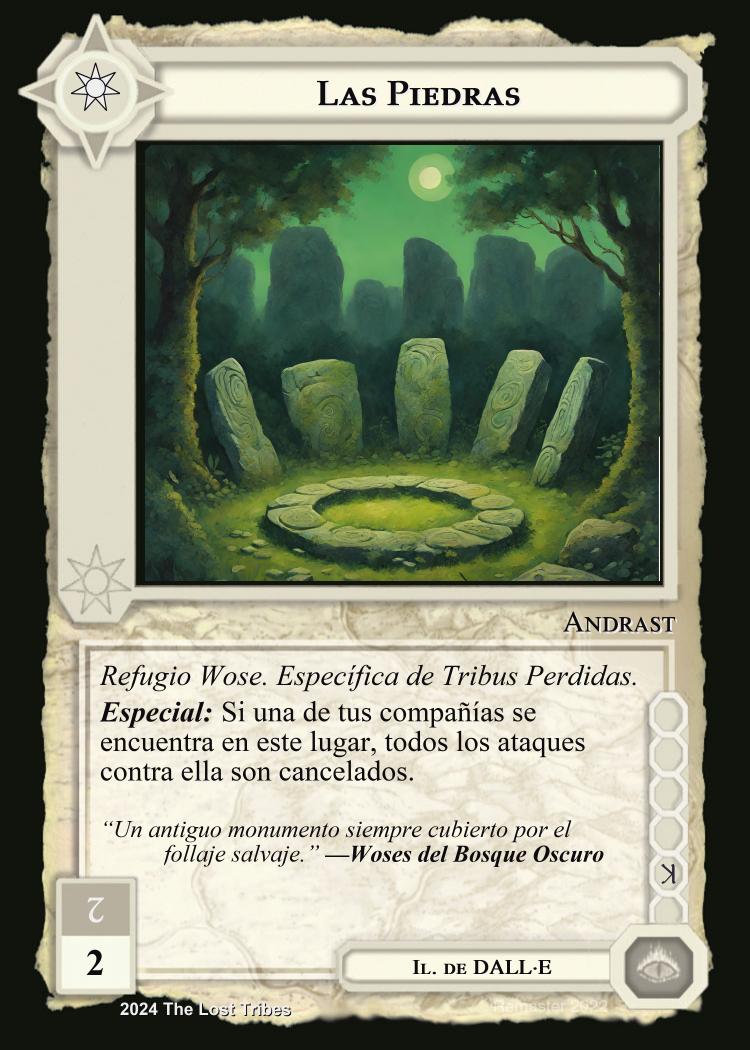 Las Piedras
Andrast
Refugio Wose. Específica de Tribus Perdidas.
Especial: Si una de tus compañías se
encuentra en este lugar, todos los ataques
contra ella son cancelados.
“Un antiguo monumento siempre cubierto por el
follaje salvaje.” —Woses del Bosque Oscuro
2
2
Il. de DALL·E
2024 The Lost Tribes
Remaster 2022